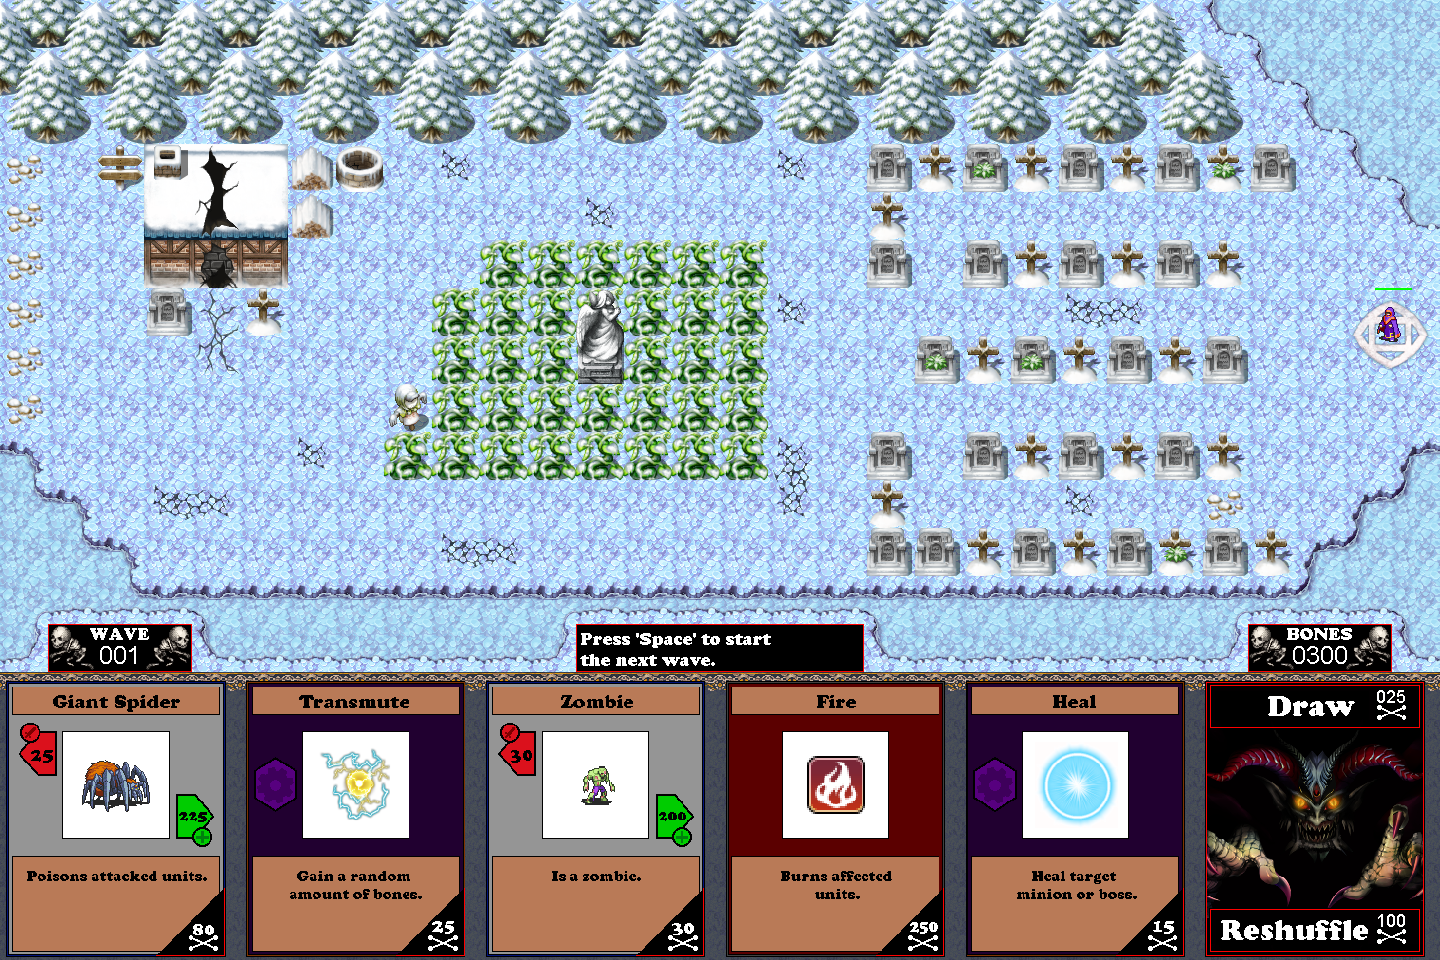 WAVE
001
Press 'Space' to start
the next wave.
BONES
0300
Giant Spider
25
225
Poisons attacked units.
80
Transmute
Gain a random
amount of bones.
25
Zombie
30
200
Is a zombie.
30
Fire
Burns affected
units.
250
Heal
Heal target
minion or boss.
15
Draw 025
Reshuffle 100